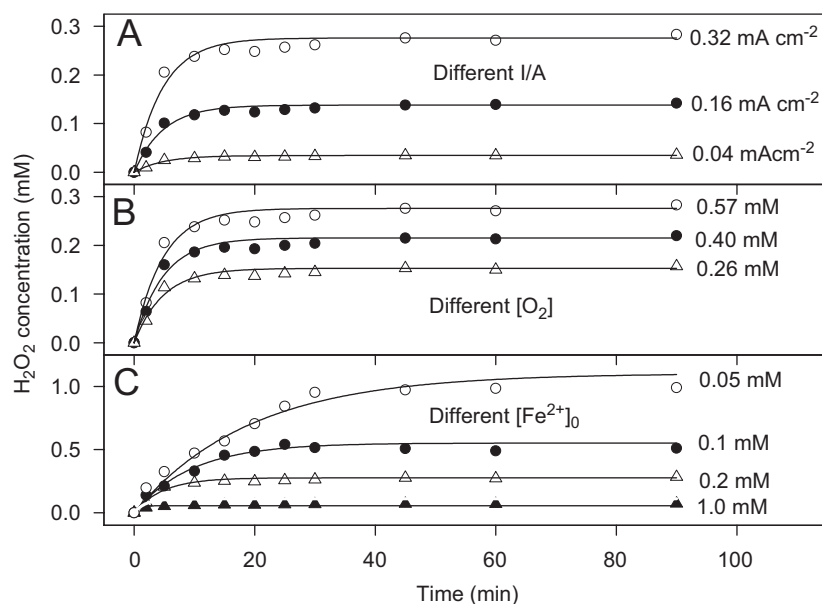 H₂O₂ concentration (mM)
A
0.3
0.2
0.1
0.0
Different I/A
0.32 mA cm⁻²
0.16 mA cm⁻²
0.04 mAcm⁻²
B
0.3
0.2
0.1
0.0
Different [O₂]
0.57 mM
0.40 mM
0.26 mM
C
1.0
0.5
0.0
Different [Fe²⁺]₀
0.05 mM
0.1 mM
0.2 mM
1.0 mM
0 20 40 60 80 100
Time (min)